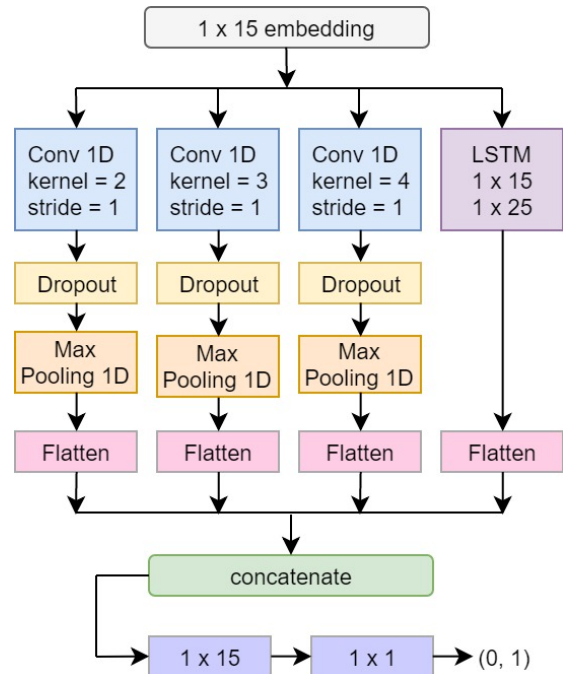 1 x 15 embedding
Conv 1D
kernel = 2
stride = 1
Conv 1D
kernel = 3
stride = 1
Conv 1D
kernel = 4
stride = 1
LSTM
1 x 15
1 x 25
Dropout
Dropout
Dropout
Max
Pooling 1D
Max
Pooling 1D
Max
Pooling 1D
Flatten
Flatten
Flatten
Flatten
concatenate
1 x 15
1 x 1
(0, 1)